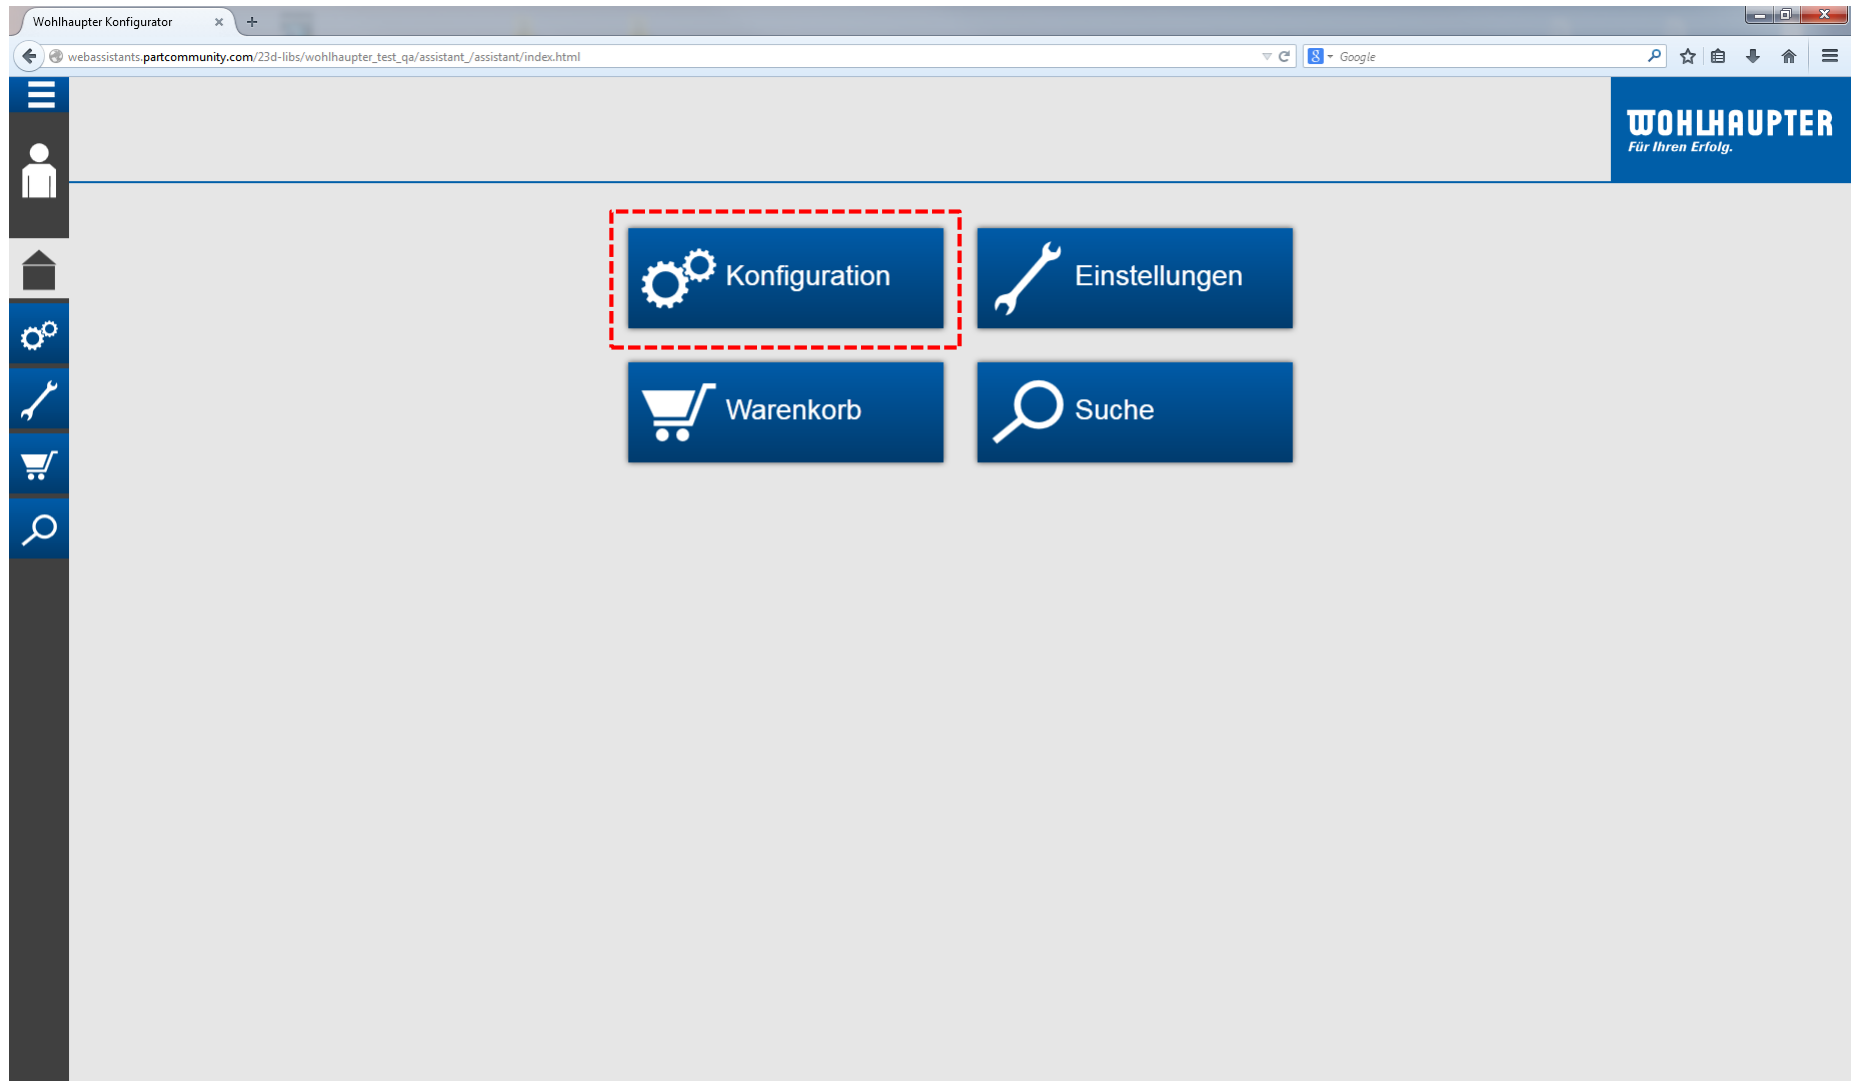 Wohlhaupter Konfigurator
webassistants.partcommunity.com/23d-libs/wohlhaupter_test_qa/assistant_/assistant/index.html
Google
WOHLHAUPTER
Für Ihren Erfolg.
Konfiguration
Einstellungen
Warenkorb
Suche